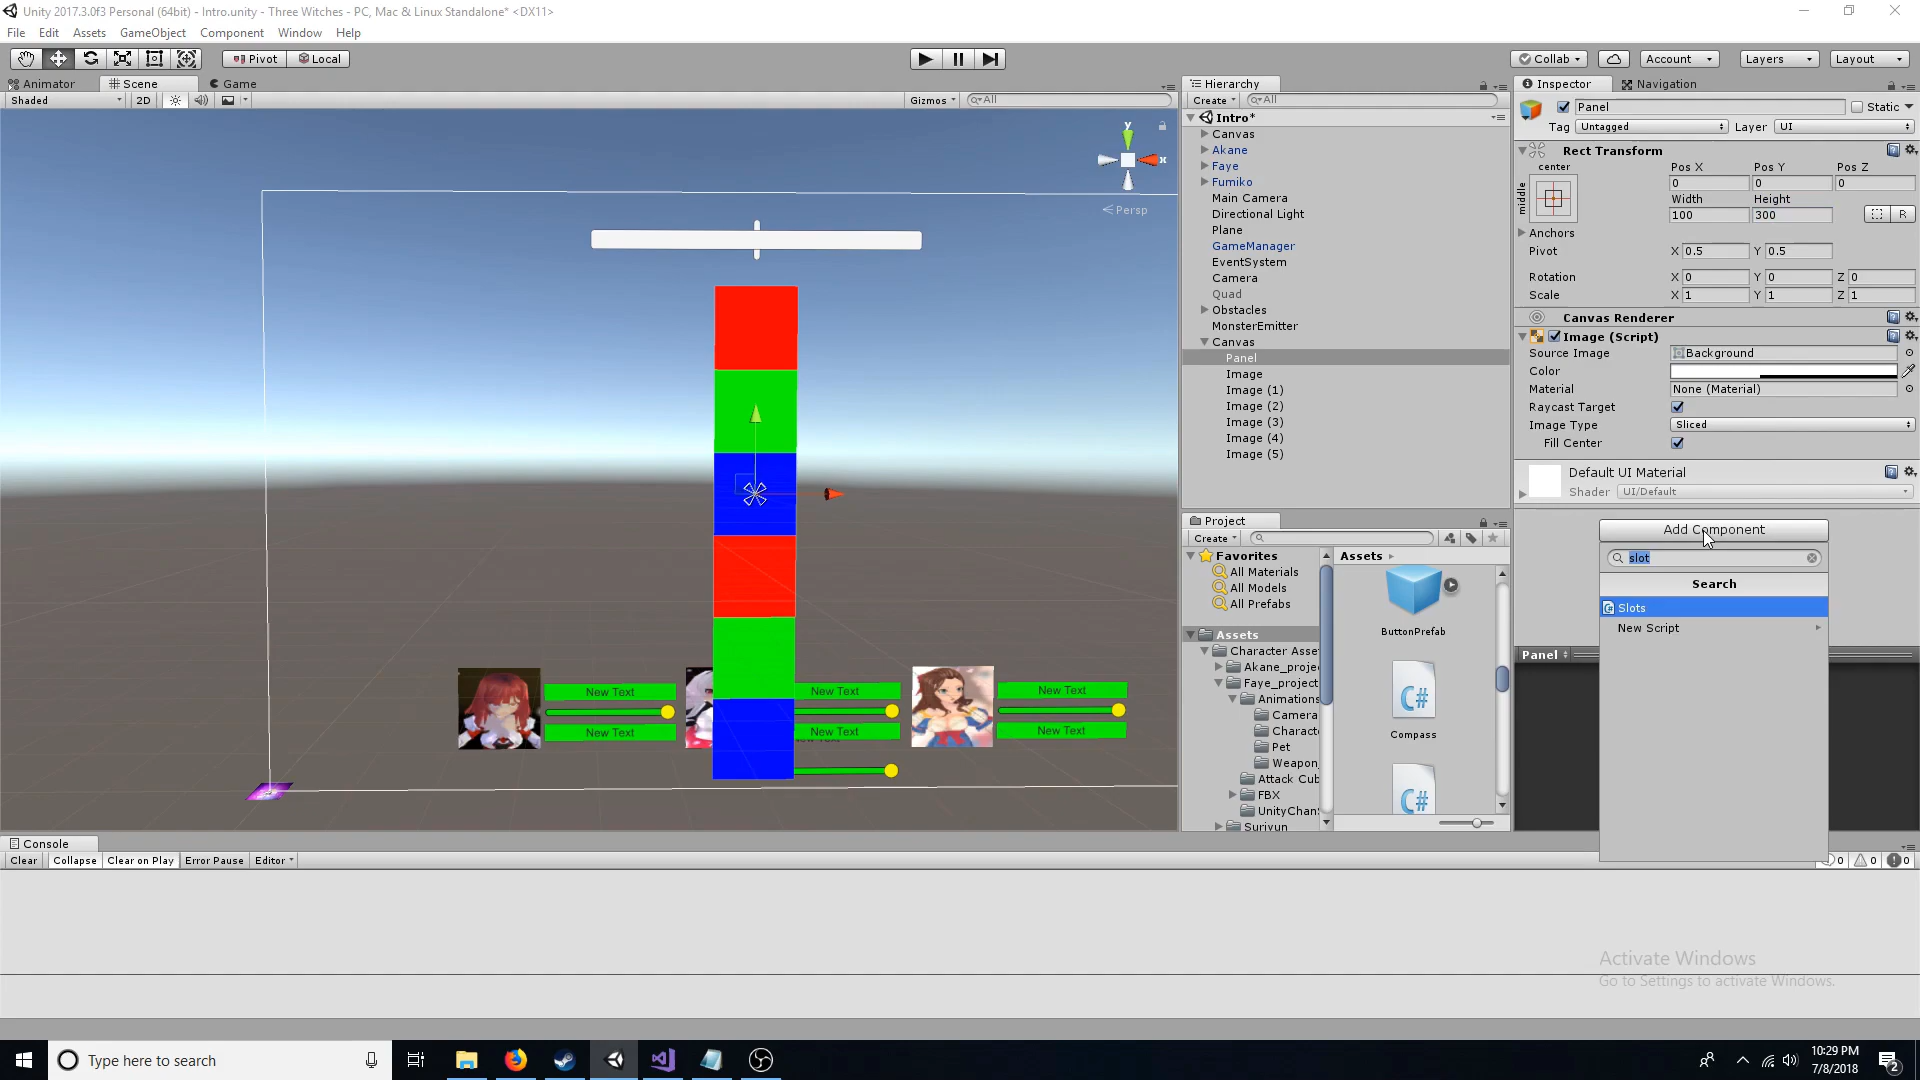 Unity 2017.3.0f3 Personal (64bit) - Intro.unity - Three Witches - PC, Mac & Linux Standalone* <DX11>
File Edit Assets GameObject Component Window Help
Pivot Local
Collab Account Layers Layout
Animator Scene Game
Shaded 2D Gizmos All
y
x
Persp
New Text
New Text
New Text
New Text
New Text
New Text
Hierarchy
Create All
Intro*
Canvas
Akane
Faye
Fumiko
Main Camera
Directional Light
Plane
GameManager
EventSystem
Camera
Quad
Obstacles
MonsterEmitter
Canvas
Panel
Image
Image (1)
Image (2)
Image (3)
Image (4)
Image (5)
Project
Create
Favorites
All Materials
All Models
All Prefabs
Assets
Character Asse
Akane_proje
Faye_project
Animations
Camera
Charact
Pet
Weapon
Attack Cub
FBX
UnityChan
Suriyun
Assets
ButtonPrefab
C#
Compass
C#
Inspector Navigation
Panel Static
Tag Untagged Layer UI
Rect Transform
center
middle
Pos X Pos Y Pos Z
0 0 0
Width Height
100 300
R
Anchors
Pivot X 0.5 Y 0.5
Rotation X 0 Y 0 Z 0
Scale X 1 Y 1 Z 1
Canvas Renderer
Image (Script)
Source Image Background
Color
Material None (Material)
Raycast Target
Image Type Sliced
Fill Center
Default UI Material
Shader UI/Default
Add Component
slot
Search
Slots
New Script
Panel
Console
Clear Collapse Clear on Play Error Pause Editor
0 0 0
Activate Windows
Go to Settings to activate Windows.
Type here to search
10:29 PM
7/8/2018
2